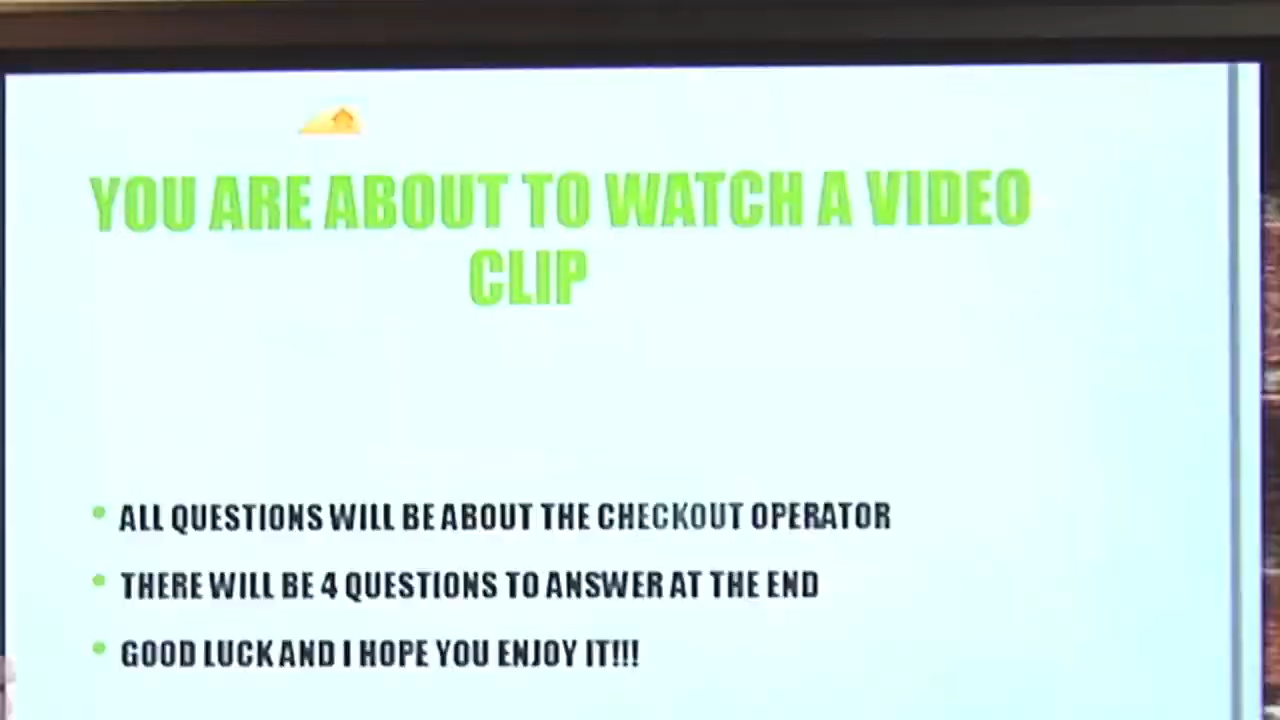 YOU ARE ABOUT TO WATCH A VIDEO
CLIP
• ALL QUESTIONS WILL BE ABOUT THE CHECKOUT OPERATOR
• THERE WILL BE 4 QUESTIONS TO ANSWER AT THE END
• GOOD LUCK AND I HOPE YOU ENJOY IT!!!